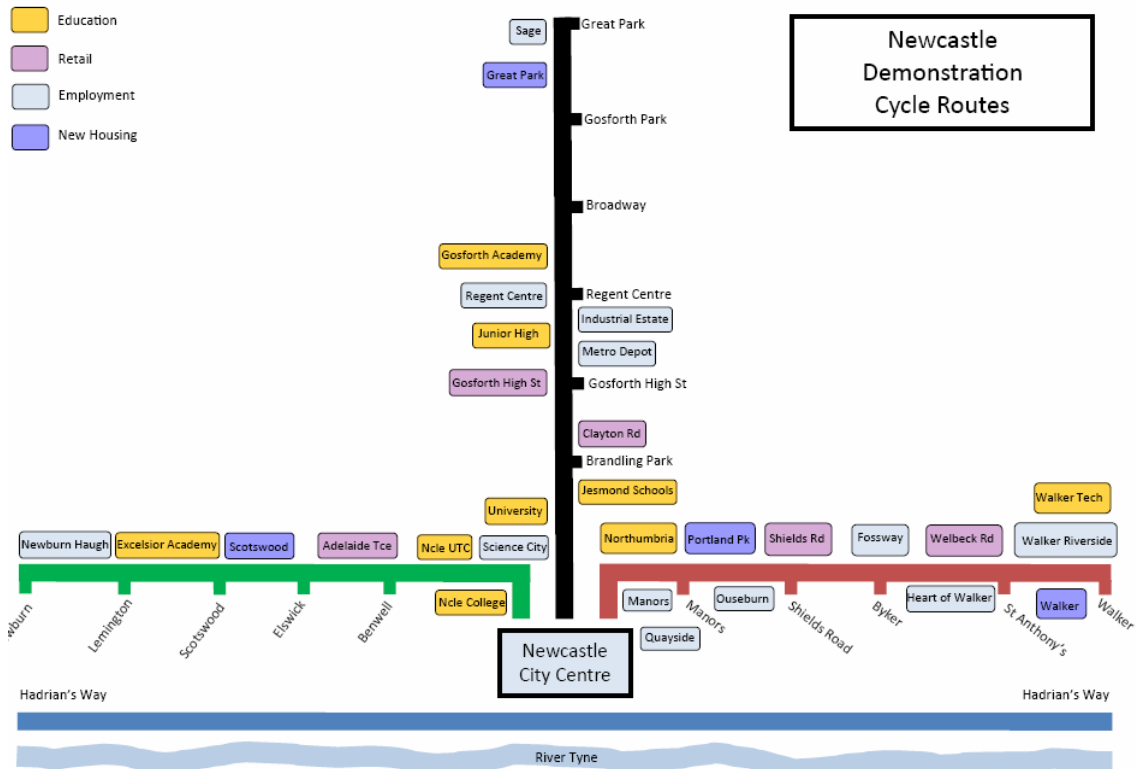 Education
Retail
Employment
New Housing
Newcastle
Demonstration
Cycle Routes
Sage
Great Park
Great Park
Gosforth Park
Broadway
Gosforth Academy
Regent Centre
Regent Centre
Industrial Estate
Junior High
Metro Depot
Gosforth High St
Gosforth High St
Clayton Rd
Brandling Park
Jesmond Schools
University
Walker Tech
Newburn Haugh
Excelsior Academy
Scotswood
Adelaide Tce
Ncle UTC
Science City
Northumbria
Portland Pk
Shields Rd
Fossway
Welbeck Rd
Walker Riverside
Ncle College
Manors
Ouseburn
Heart of Walker
Walker
Quayside
wburn
Lemington
Scotswood
Elswick
Benwell
Manors
Shields Road
Byker
St Anthony's
Walker
Newcastle
City Centre
Hadrian's Way
Hadrian's Way
River Tyne